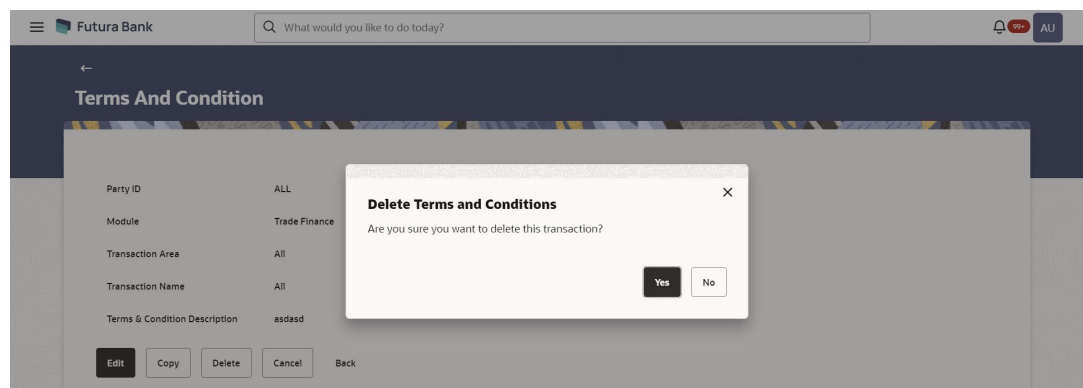 Futura Bank
What would you like to do today?
99+
AU
Terms And Condition
Party ID ALL
Module Trade Finance
Transaction Area All
Transaction Name All
Terms & Condition Description asdasd
Delete Terms and Conditions
Are you sure you want to delete this transaction?
Yes No
Edit Copy Delete Cancel Back